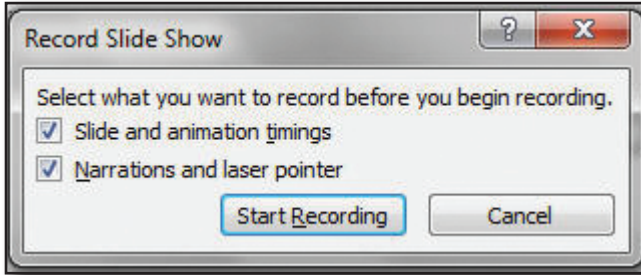 Record Slide Show
?
X
Select what you want to record before you begin recording.
Slide and animation timings
Narrations and laser pointer
Start Recording Cancel